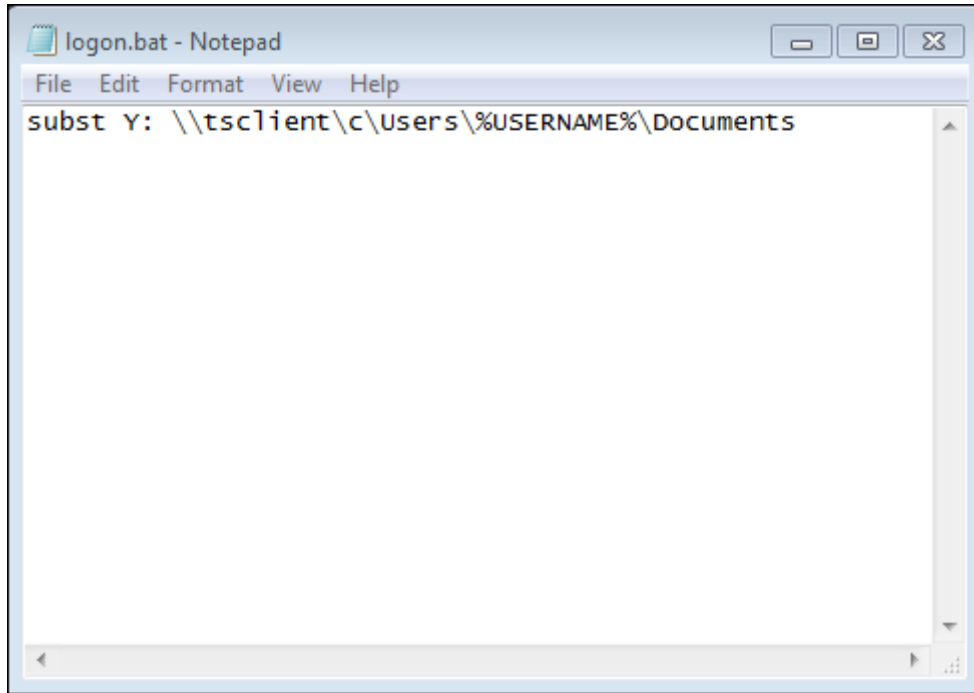 logon.bat - Notepad
File Edit Format View Help
subst Y: \\tsclient\c\Users\%USERNAME%\Documents